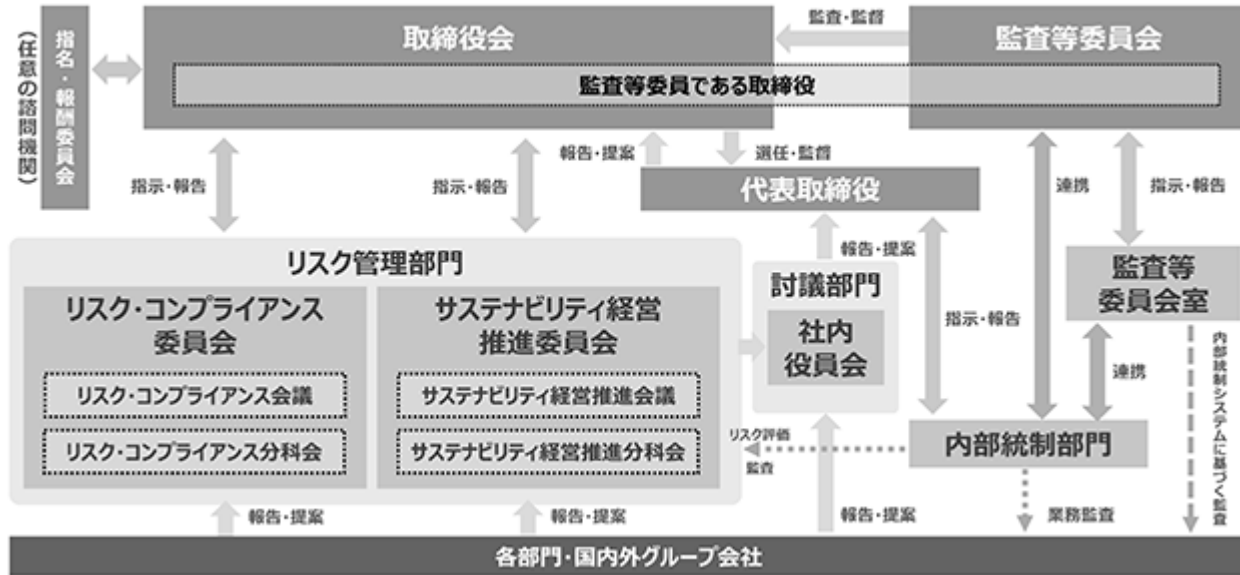 指名・報酬委員会
(任意の諮問機関)
取締役会
監査・監督
監査等委員会
監査等委員である取締役
指示・報告
指示・報告
報告・提案
選任・監督
代表取締役
連携
指示・報告
リスク管理部門
リスク・コンプライアンス
委員会
リスク・コンプライアンス会議
リスク・コンプライアンス分科会
サステナビリティ経営
推進委員会
サステナビリティ経営推進会議
サステナビリティ経営推進分科会
報告・提案
討議部門
社内
役員会
指示・報告
監査等
委員会室
連携
内部統制システムに基づく監査
リスク評価
監査
内部統制部門
報告・提案
報告・提案
報告・提案
業務監査
各部門・国内外グループ会社